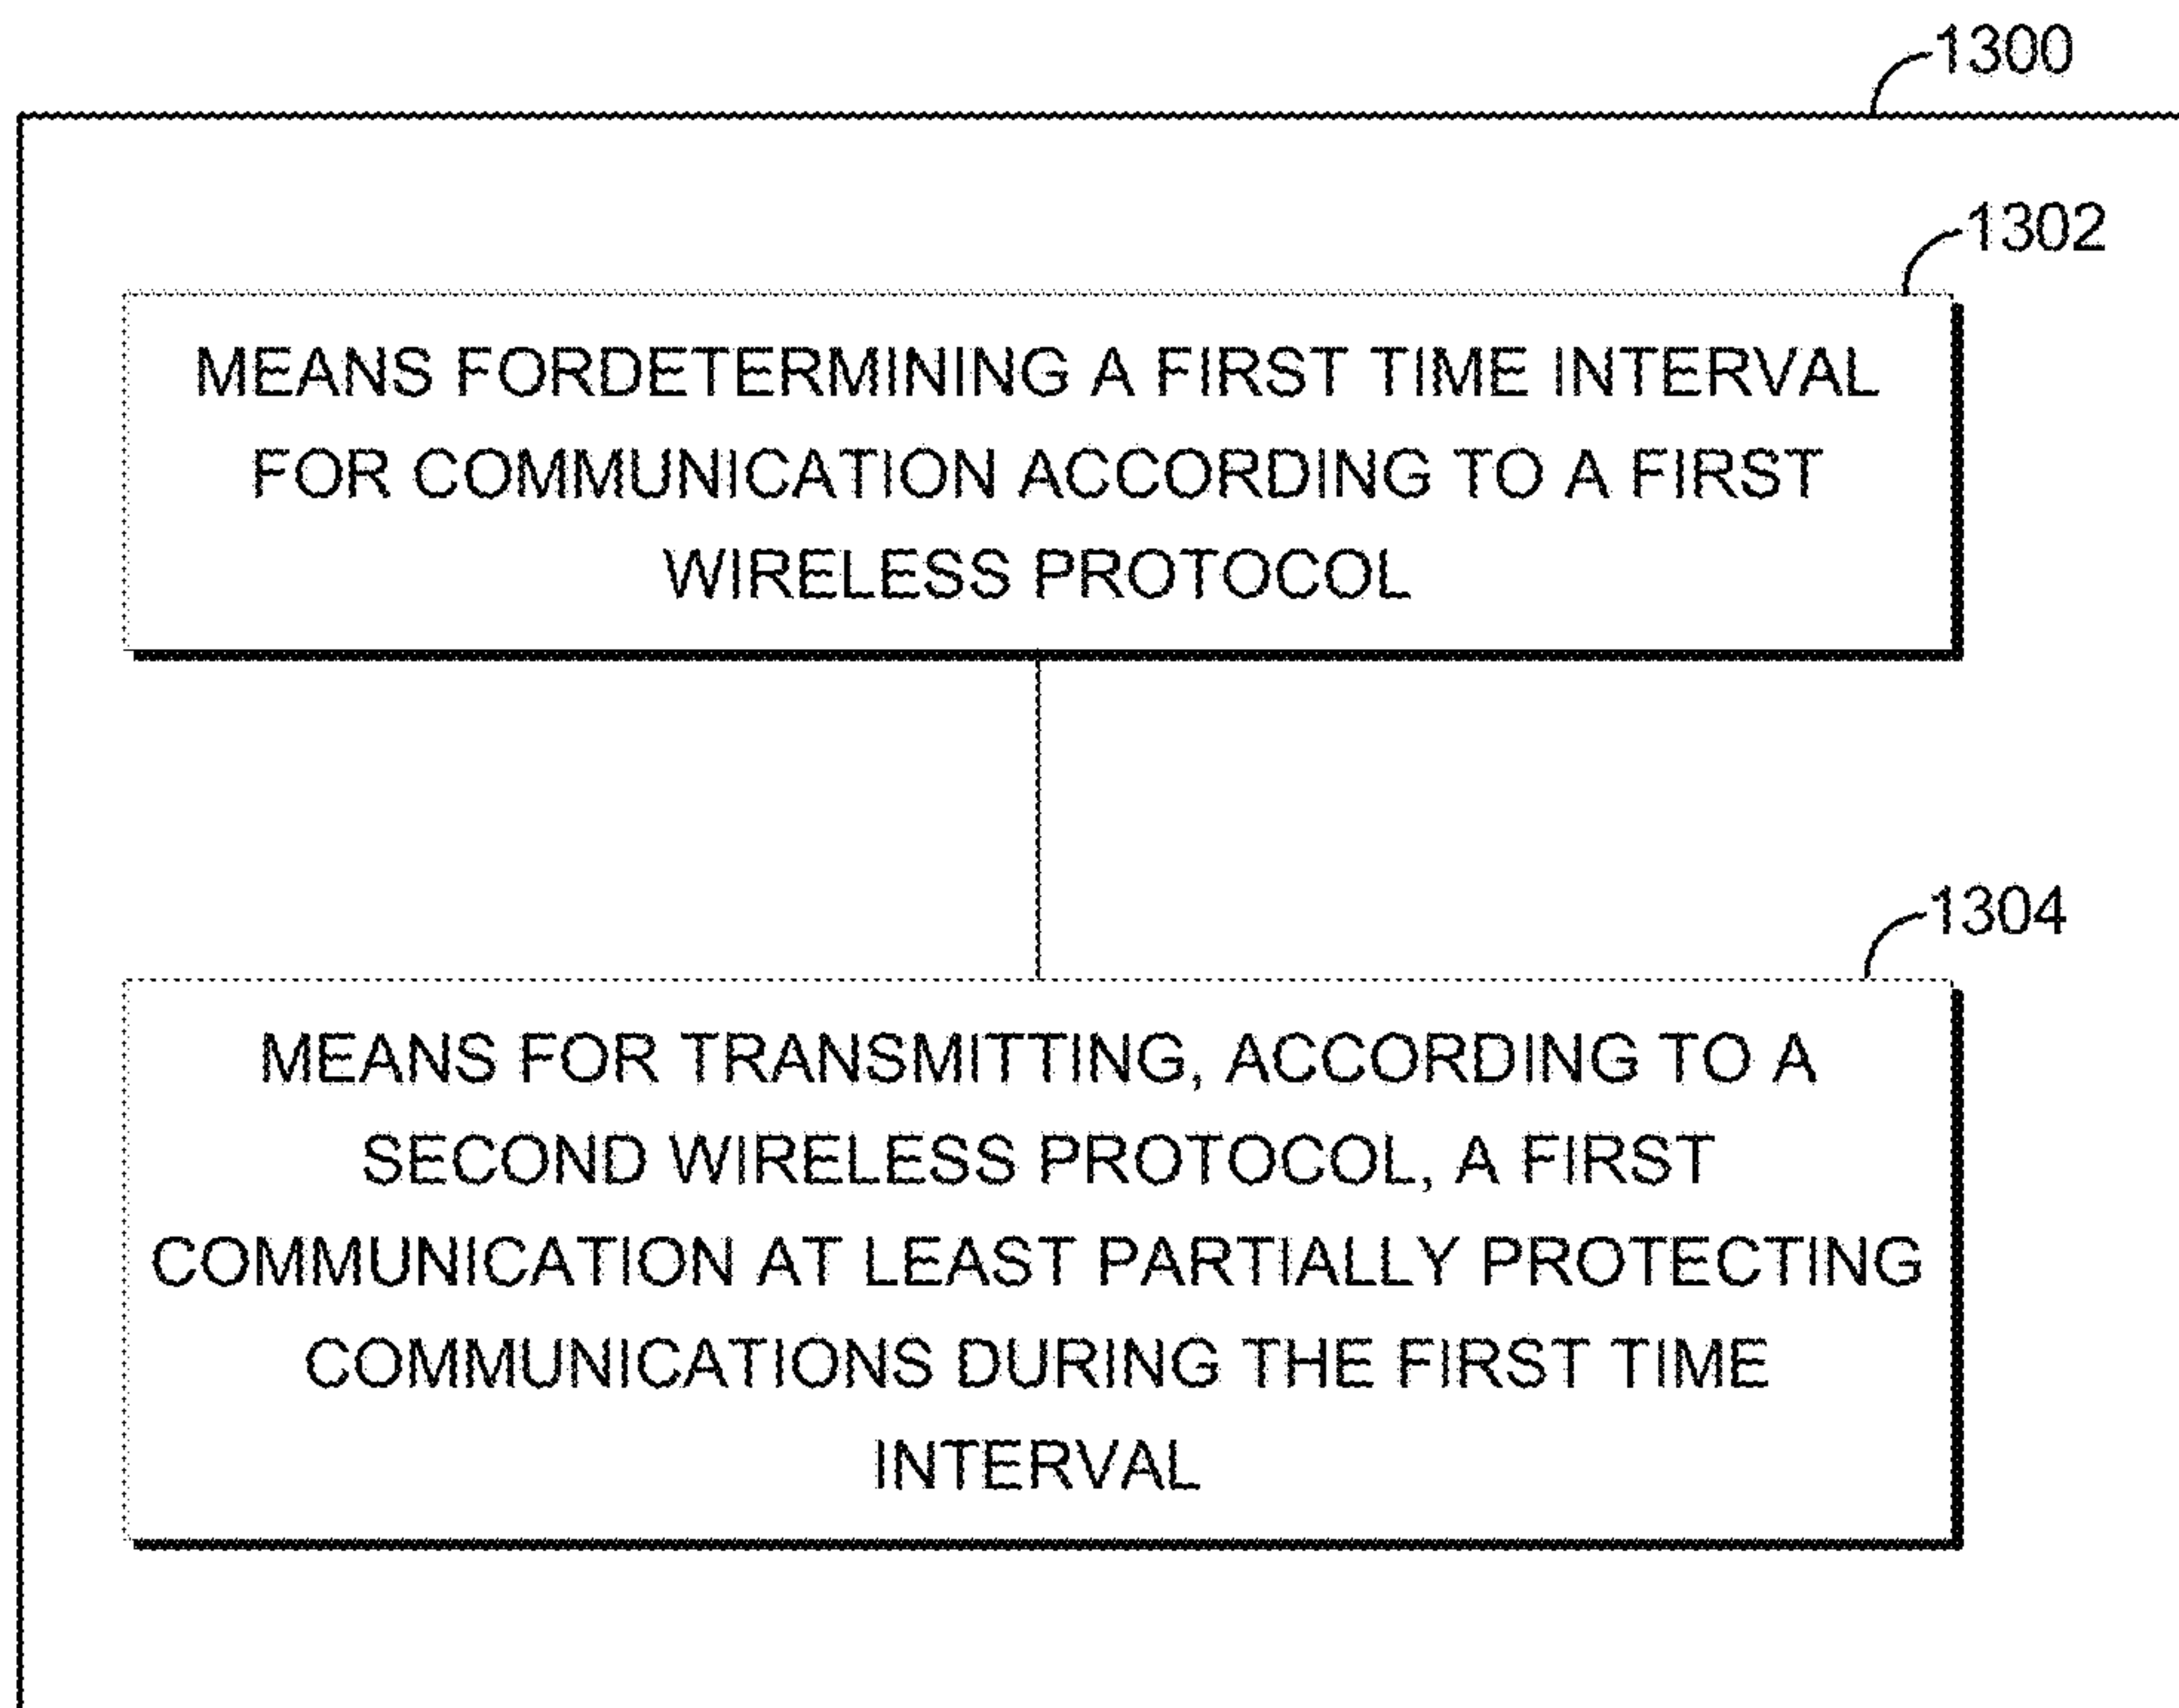 1300
1302
MEANS FORDETERMINING A FIRST TIME INTERVAL
FOR COMMUNICATION ACCORDING TO A FIRST
WIRELESS PROTOCOL
1304
MEANS FOR TRANSMITTING, ACCORDING TO A
SECOND WIRELESS PROTOCOL, A FIRST
COMMUNICATION AT LEAST PARTIALLY PROTECTING
COMMUNICATIONS DURING THE FIRST TIME
INTERVAL